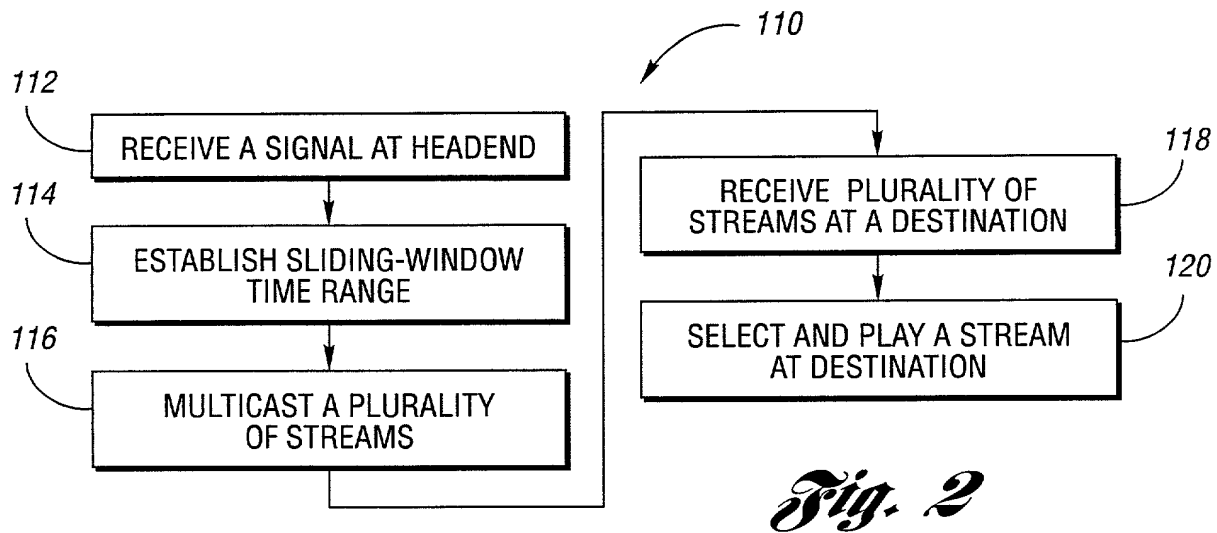 110
112
RECEIVE A SIGNAL AT HEADEND
114
ESTABLISH SLIDING-WINDOW
TIME RANGE
116
MULTICAST A PLURALITY
OF STREAMS
118
RECEIVE PLURALITY OF
STREAMS AT A DESTINATION
120
SELECT AND PLAY A STREAM
AT DESTINATION
Fig. 2